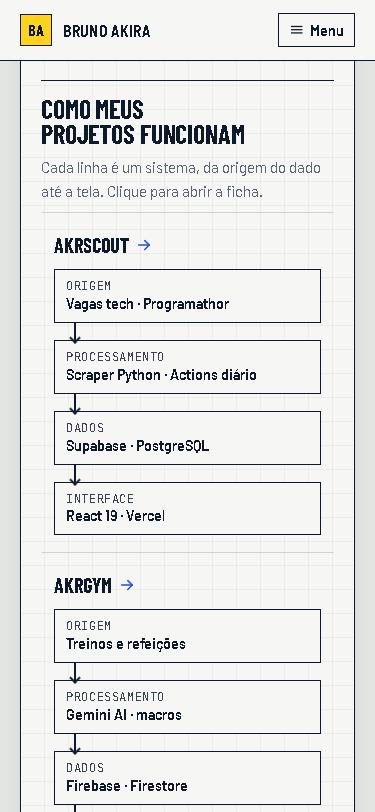 BA
BRUNO AKIRA
Menu
COMO MEUS
PROJETOS FUNCIONAM
Cada linha é um sistema, da origem do dado
até a tela. Clique para abrir a ficha.
AKRSCOUT →
ORIGEM
Vagas tech · Programathor
PROCESSAMENTO
Scraper Python · Actions diário
DADOS
Supabase · PostgreSQL
INTERFACE
React 19 · Vercel
AKRGYM →
ORIGEM
Treinos e refeições
PROCESSAMENTO
Gemini AI · macros
DADOS
Firebase · Firestore